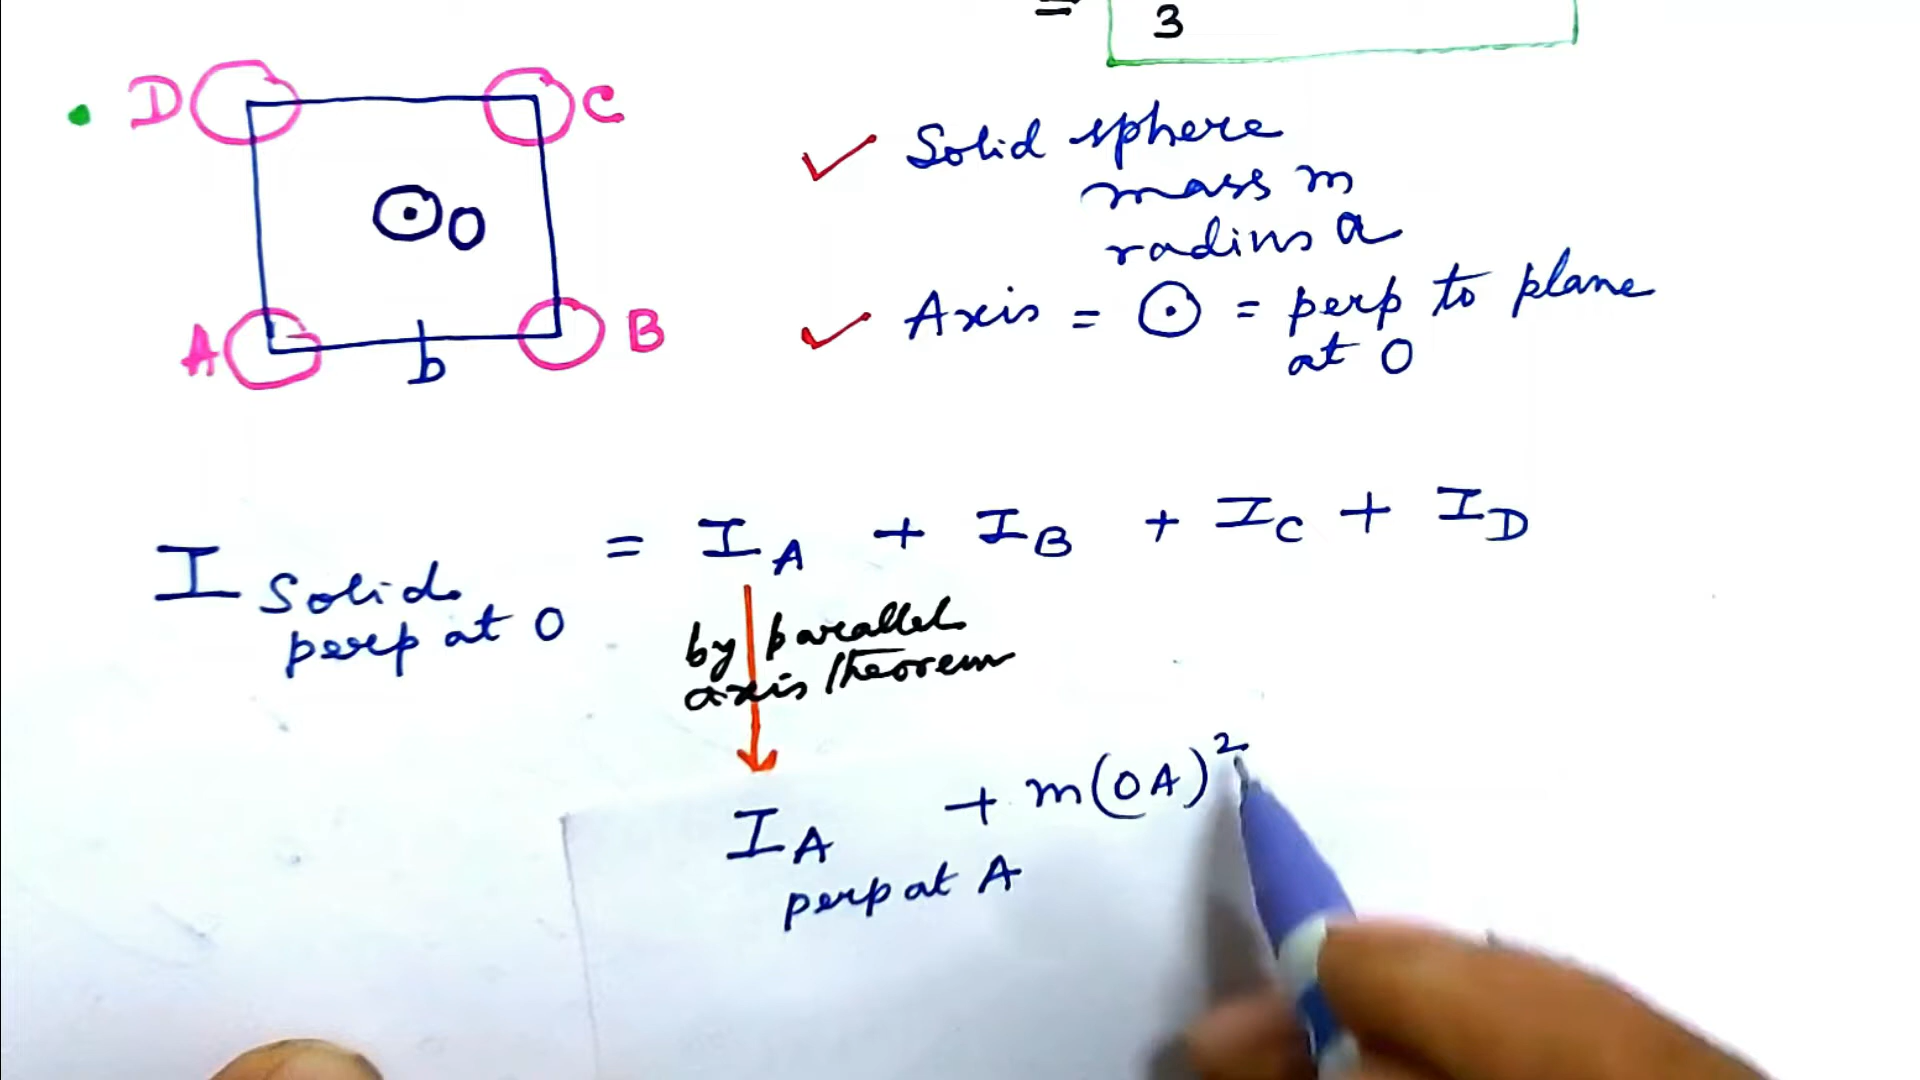 = 3
D C
O
A b B
Solid sphere
mass m
radius a
Axis = ⊙ = perp to plane
at O
I Solid perp at O = I_A + I_B + I_C + I_D
by parallel
axis theorem
I_A perp at A + m(OA)²